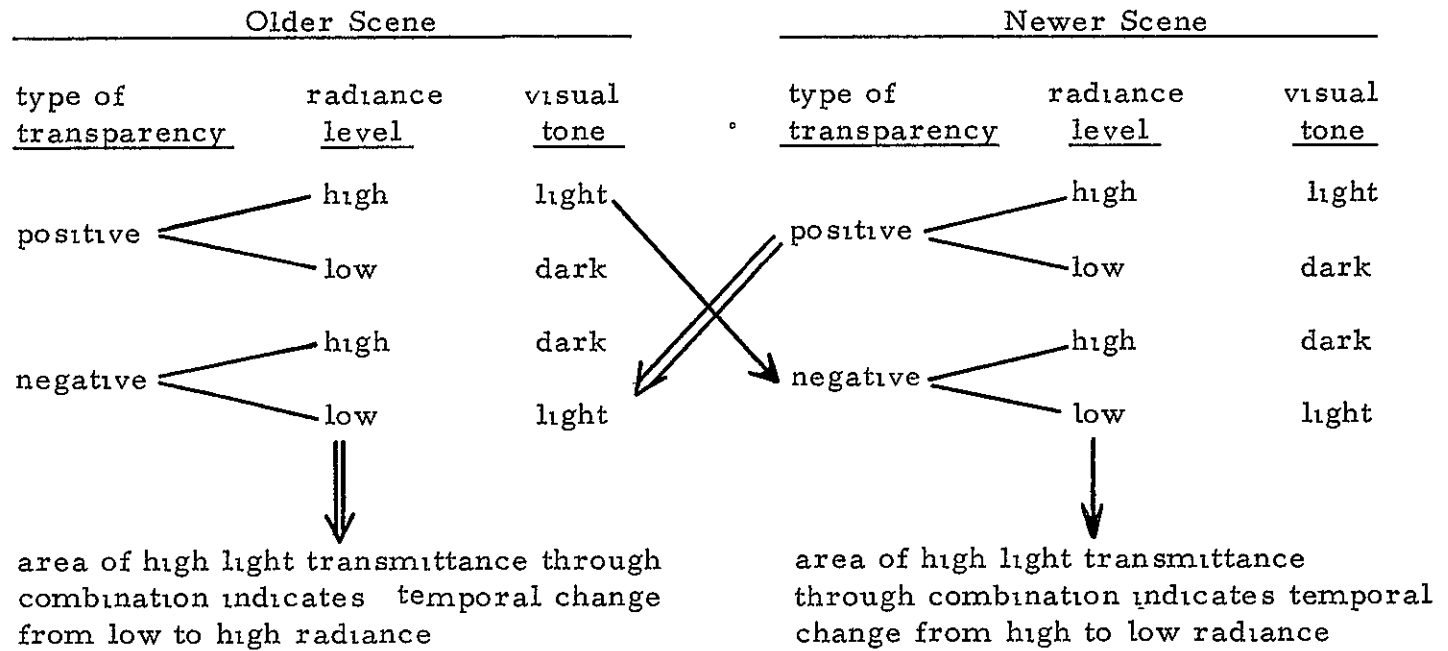 Older Scene
Newer Scene
type of radiance visual
transparency level tone
type of radiance visual
transparency level tone
high light
positive
low dark
high dark
negative
low light
high light
positive
low dark
high dark
negative
low light
area of high light transmittance through
combination indicates temporal change
from low to high radiance
area of high light transmittance
through combination indicates temporal
change from high to low radiance